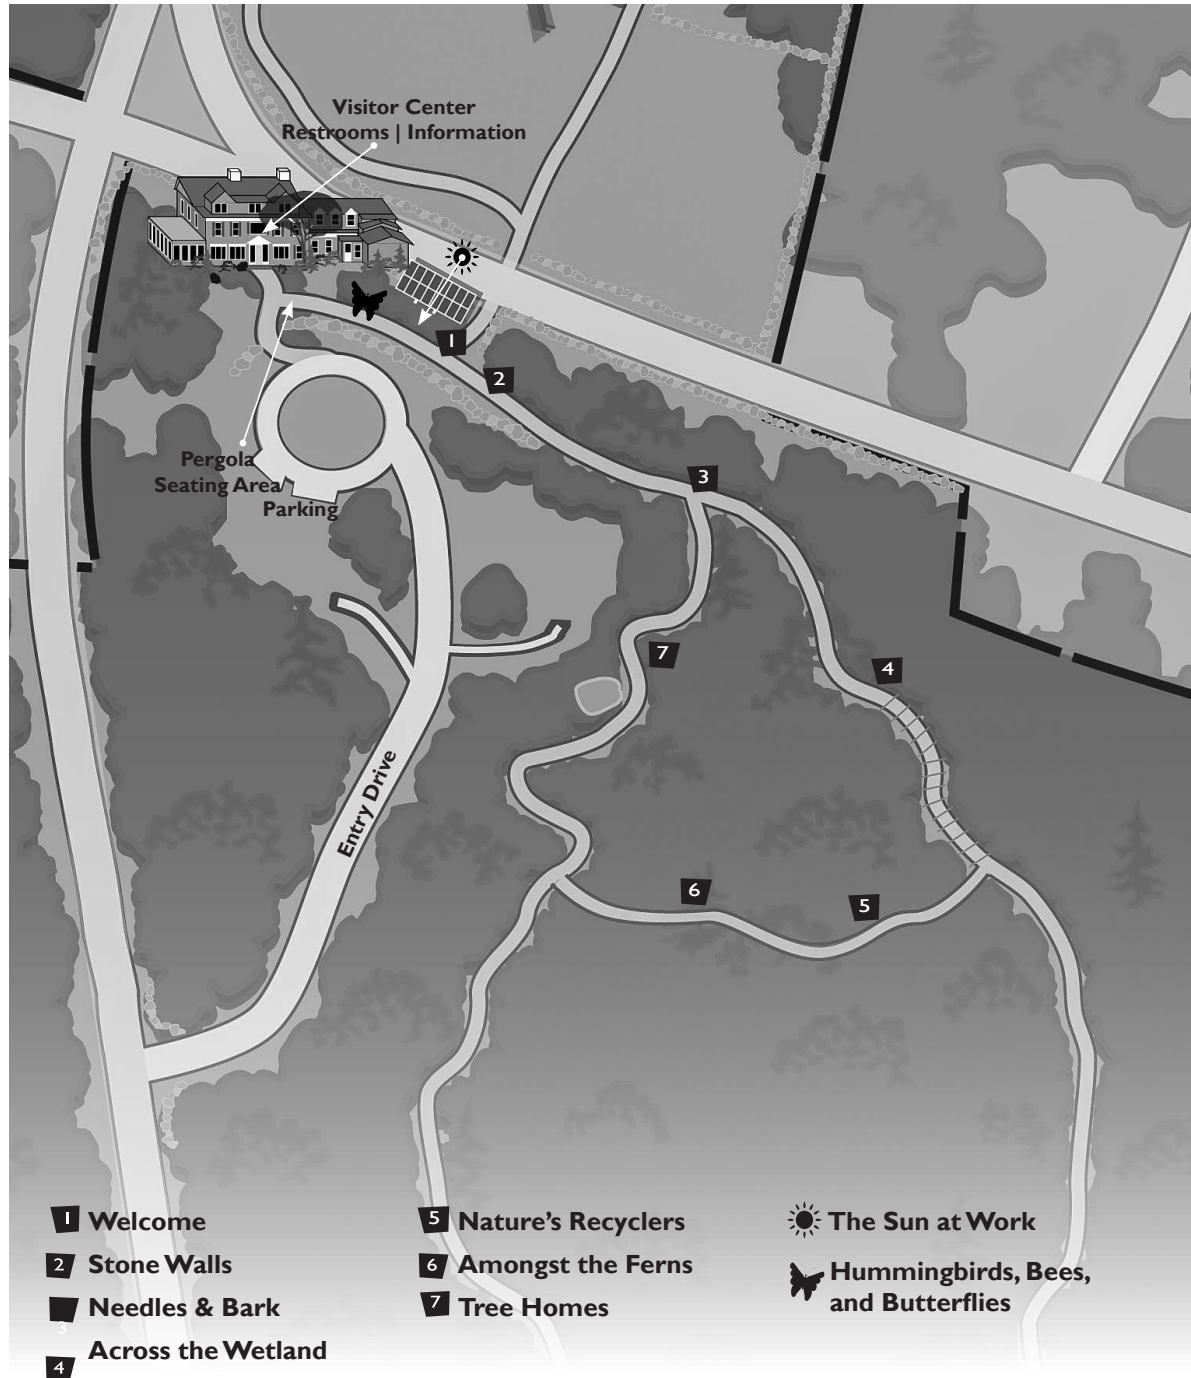 Visitor Center
Restrooms | Information
1
2
Pergola
Seating Area
Parking
3
7
4
Entry Drive
6
5
1 Welcome
2 Stone Walls
3 Needles & Bark
4 Across the Wetland
5 Nature's Recyclers
6 Amongst the Ferns
7 Tree Homes
The Sun at Work
Hummingbirds, Bees,
and Butterflies